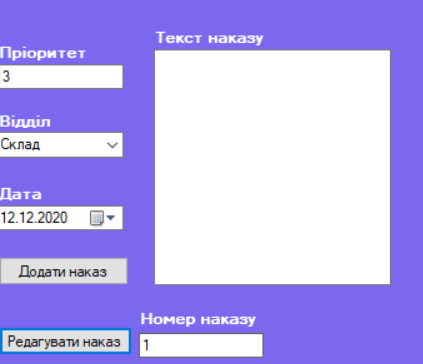 Текст наказу
Пріоритет
3
Відділ
Склад
Дата
12.12.2020
Додати наказ
Номер наказу
Редагувати наказ
1